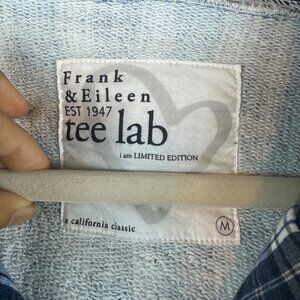 Frank
&Eileen
EST 1947
tee lab
i am LIMITED EDITION
a california classic
M